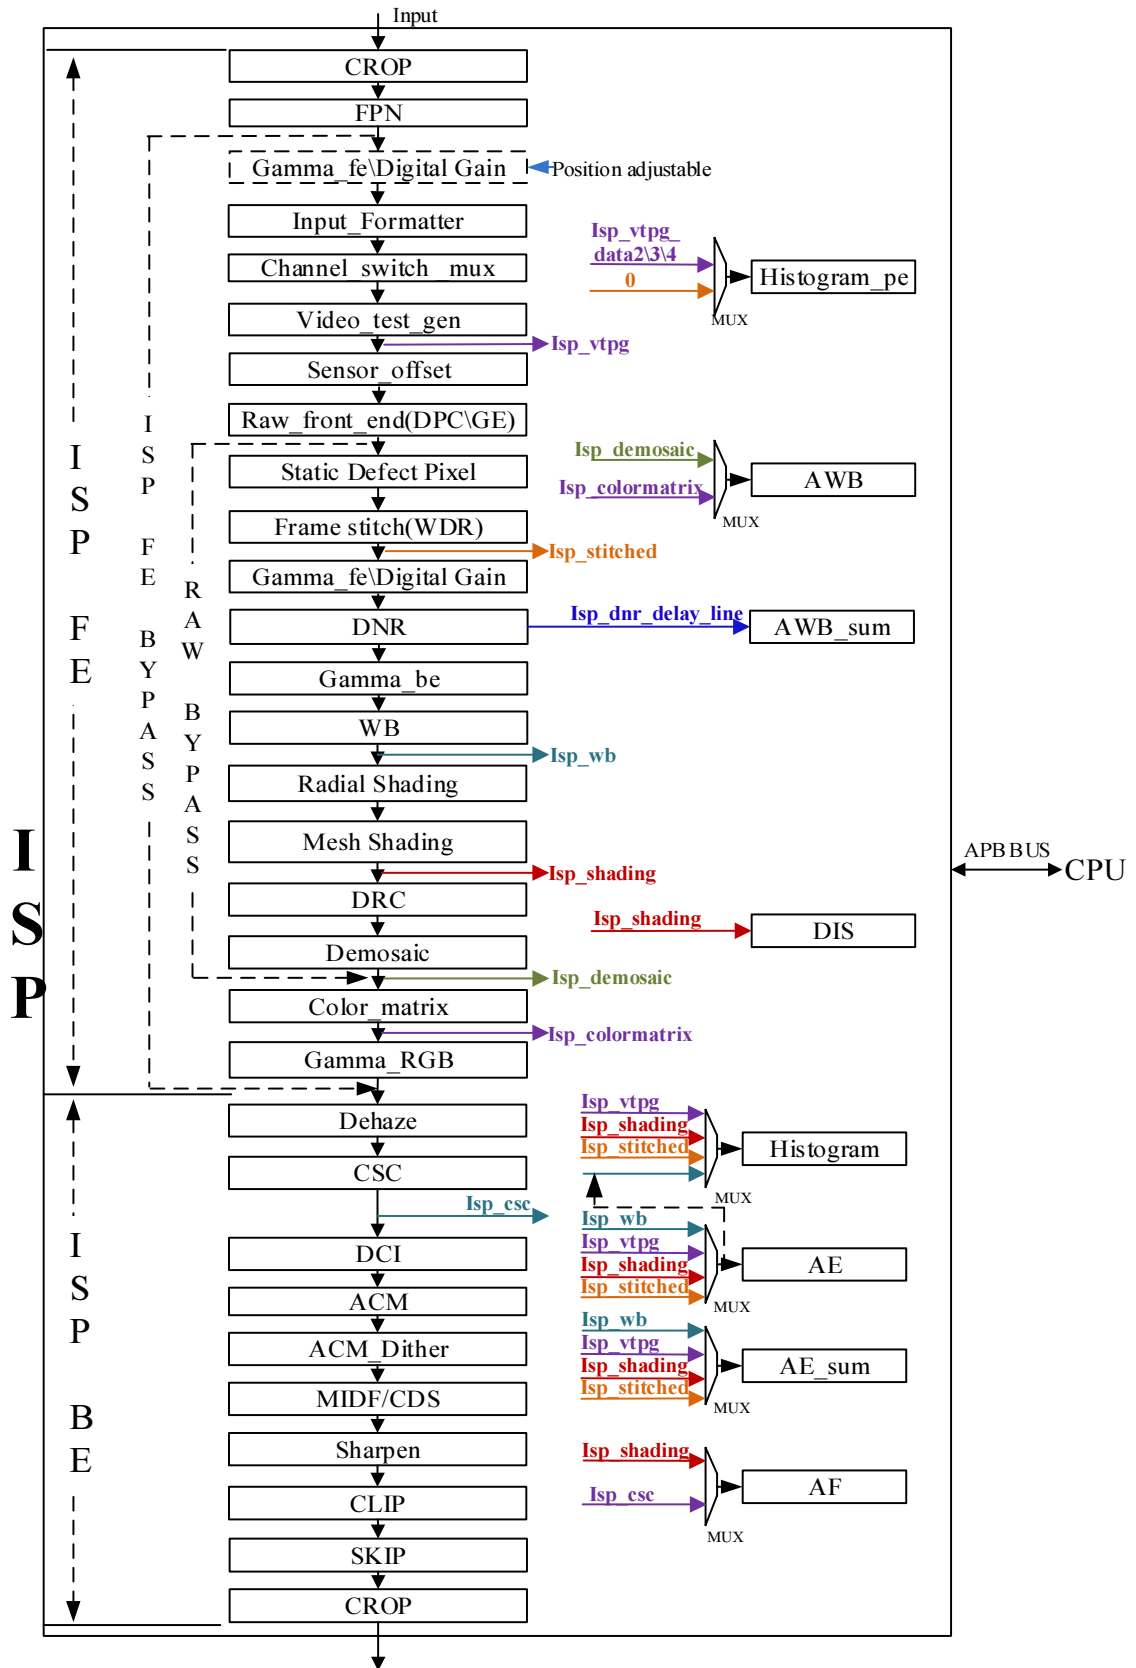 Input
CROP
FPN
Gamma_fe\Digital Gain
Position adjustable
Input_Formatter
Channel_switch_mux
Video_test_gen
Isp_vtpg
Sensor_offset
Raw_front_end(DPC\GE)
Static Defect Pixel
Frame stitch(WDR)
Isp_stitched
Gamma_fe\Digital Gain
DNR
Isp_dnr_delay_line
AWB_sum
Gamma_be
WB
Isp_wb
Radial Shading
Mesh Shading
Isp_shading
DRC
Demosaic
Isp_demosaic
Color_matrix
Isp_colormatrix
Gamma_RGB
Dehaze
CSC
Isp_csc
DCI
ACM
ACM_Dither
MIDF/CDS
Sharpen
CLIP
SKIP
CROP
ISP
ISP FE
ISP BE
ISP FE BYPASS
RAW BYPASS
Isp_vtpg_
data2\3\4
0
MUX
Histogram_pe
Isp_demosaic
Isp_colormatrix
MUX
AWB
Isp_shading
DIS
APB BUS
CPU
Isp_vtpg
Isp_shading
Isp_stitched
MUX
Histogram
Isp_wb
Isp_vtpg
Isp_shading
Isp_stitched
MUX
AE
Isp_wb
Isp_vtpg
Isp_shading
Isp_stitched
MUX
AE_sum
Isp_shading
Isp_csc
MUX
AF